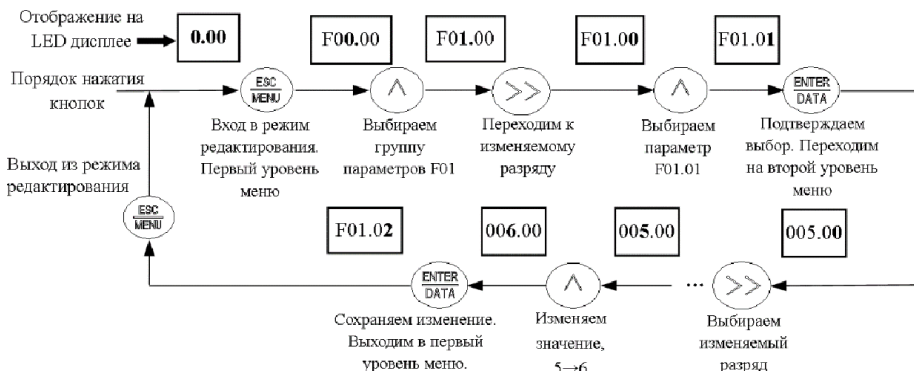 Отображение на
LED дисплее
0.00
F00.00
F01.00
F01.00
F01.01
Порядок нажатия
кнопок
ESC
MENU
ENTER
DATA
Вход в режим
редактирования.
Первый уровень
меню
Выбираем
группу
параметров F01
Переходим к
изменяемому
разряду
Выбираем
параметр
F01.01
Подтверждаем
выбор. Переходим
на второй уровень
меню
Выход из режима
редактирования
ESC
MENU
F01.02
006.00
005.00
005.00
ENTER
DATA
...
Сохраняем изменение.
Выходим в первый
уровень меню.
Изменяем
значение,
5→6
Выбираем
изменяемый
разряд